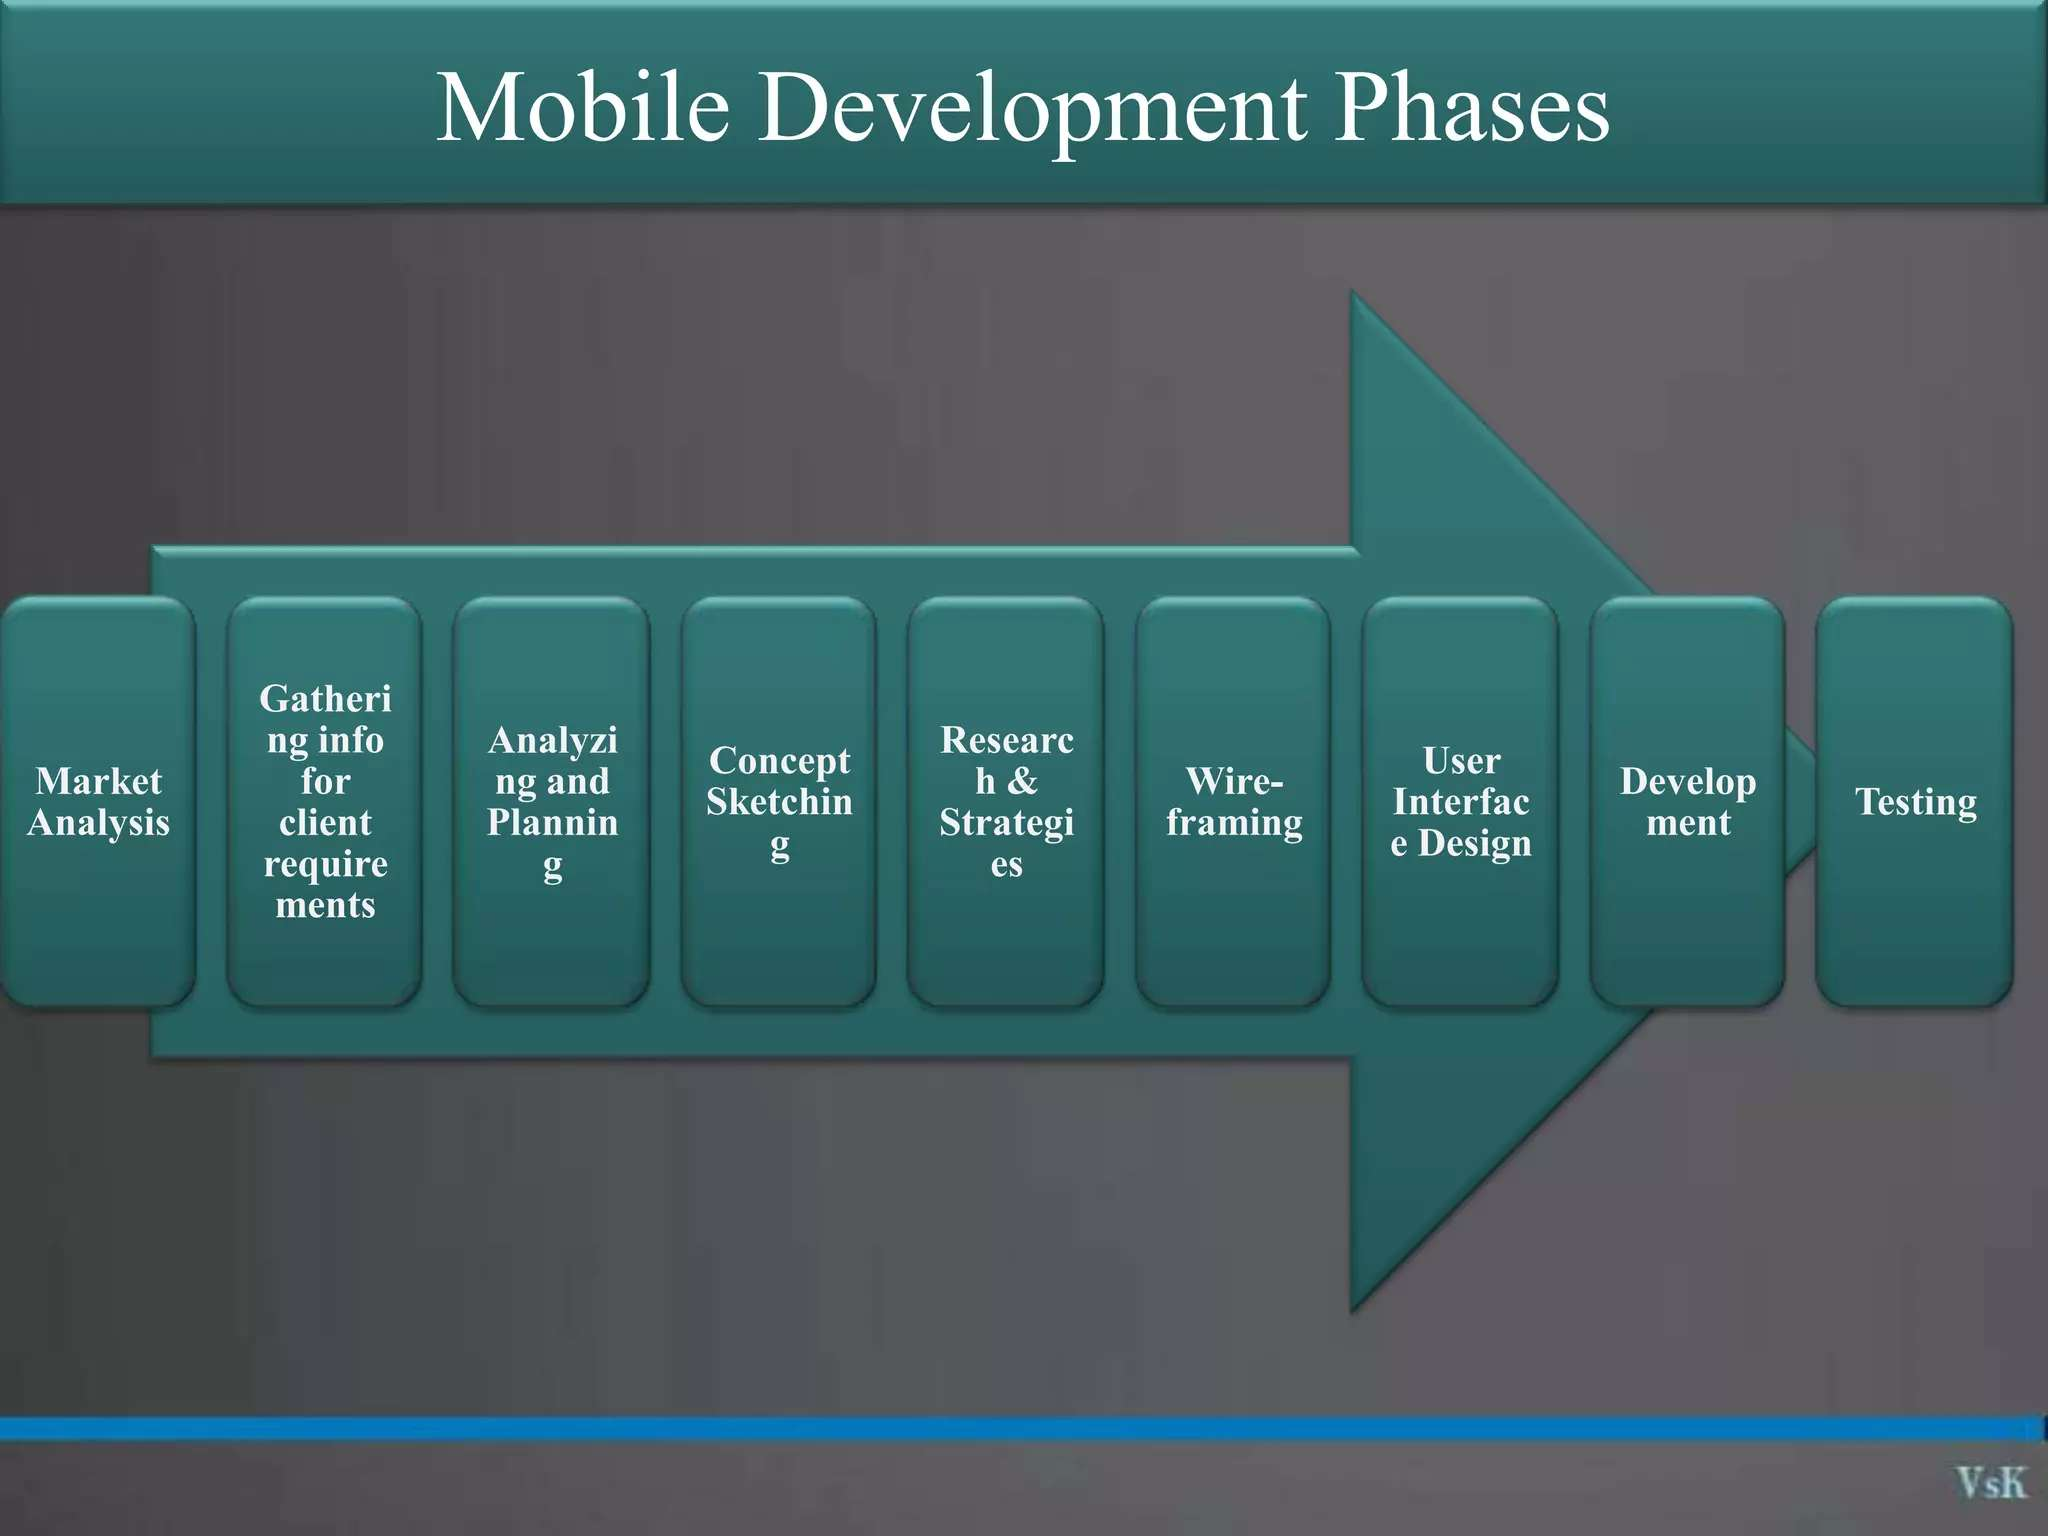 Mobile Development Phases
Market
Analysis
Gatheri
ng info
for
client
require
ments
Analyzi
ng and
Plannin
g
Concept
Sketchin
g
Researc
h &
Strategi
es
Wire-
framing
User
Interfac
e Design
Develop
ment
Testing
VsK